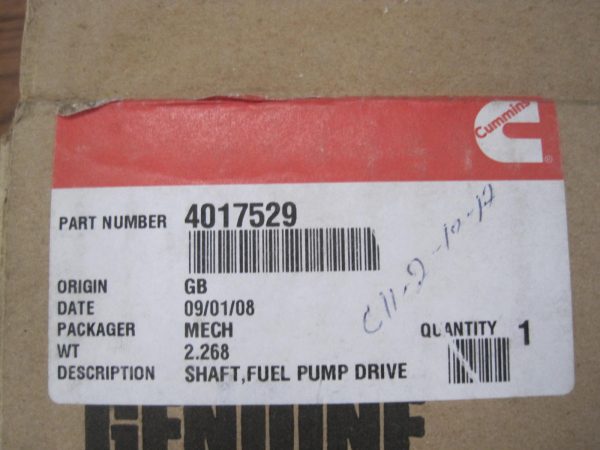 Cummins
PART NUMBER 4017529
ORIGIN GB
DATE 09/01/08
PACKAGER MECH
WT 2.268
QUANTITY 1
DESCRIPTION SHAFT,FUEL PUMP DRIVE
GENUINE